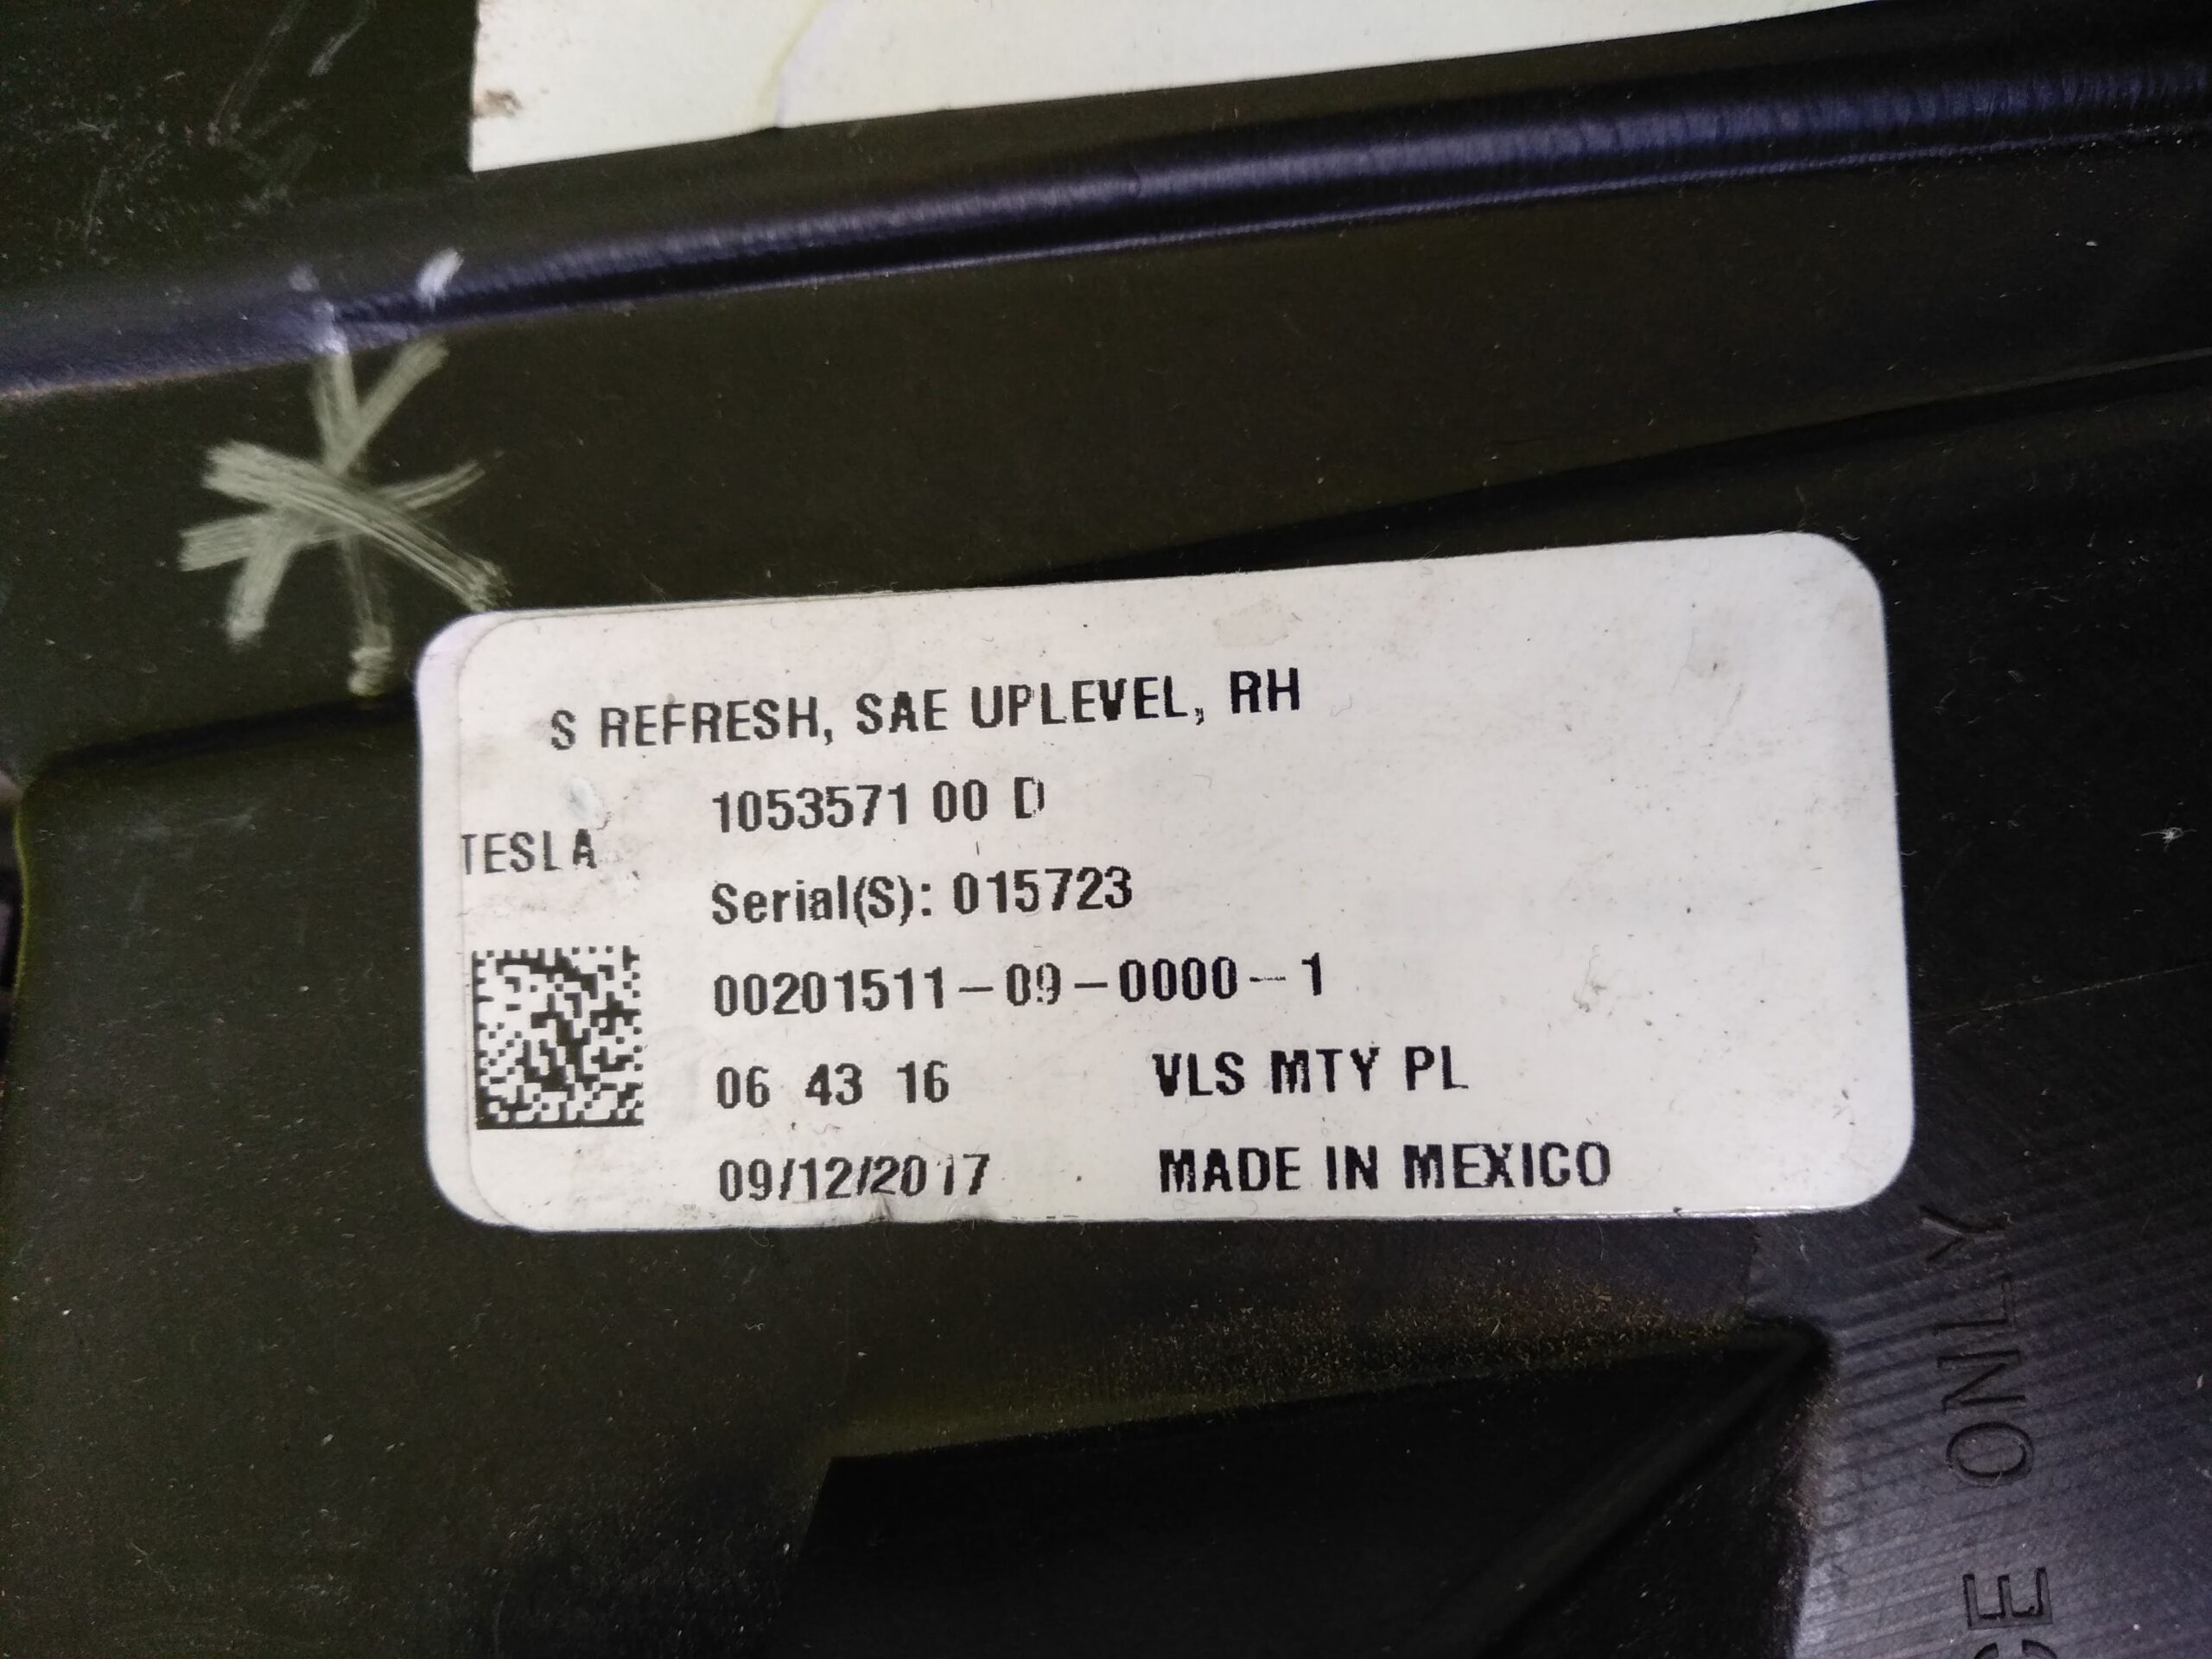 S REFRESH, SAE UPLEVEL, RH
1053571 00 D
TESLA
Serial(S): 015723
00201511-09-0000-1
06 43 16 VLS MTY PL
09/12/2017 MADE IN MEXICO
ONLY